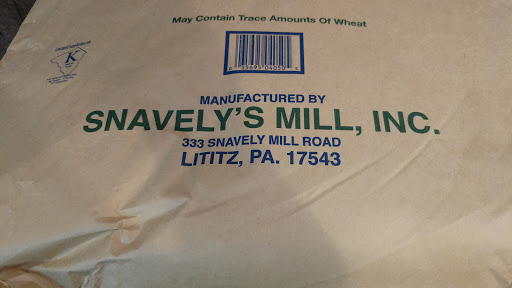 May Contain Trace Amounts Of Wheat
K
MANUFACTURED BY
SNAVELY'S MILL, INC.
333 SNAVELY MILL ROAD
LITITZ, PA. 17543